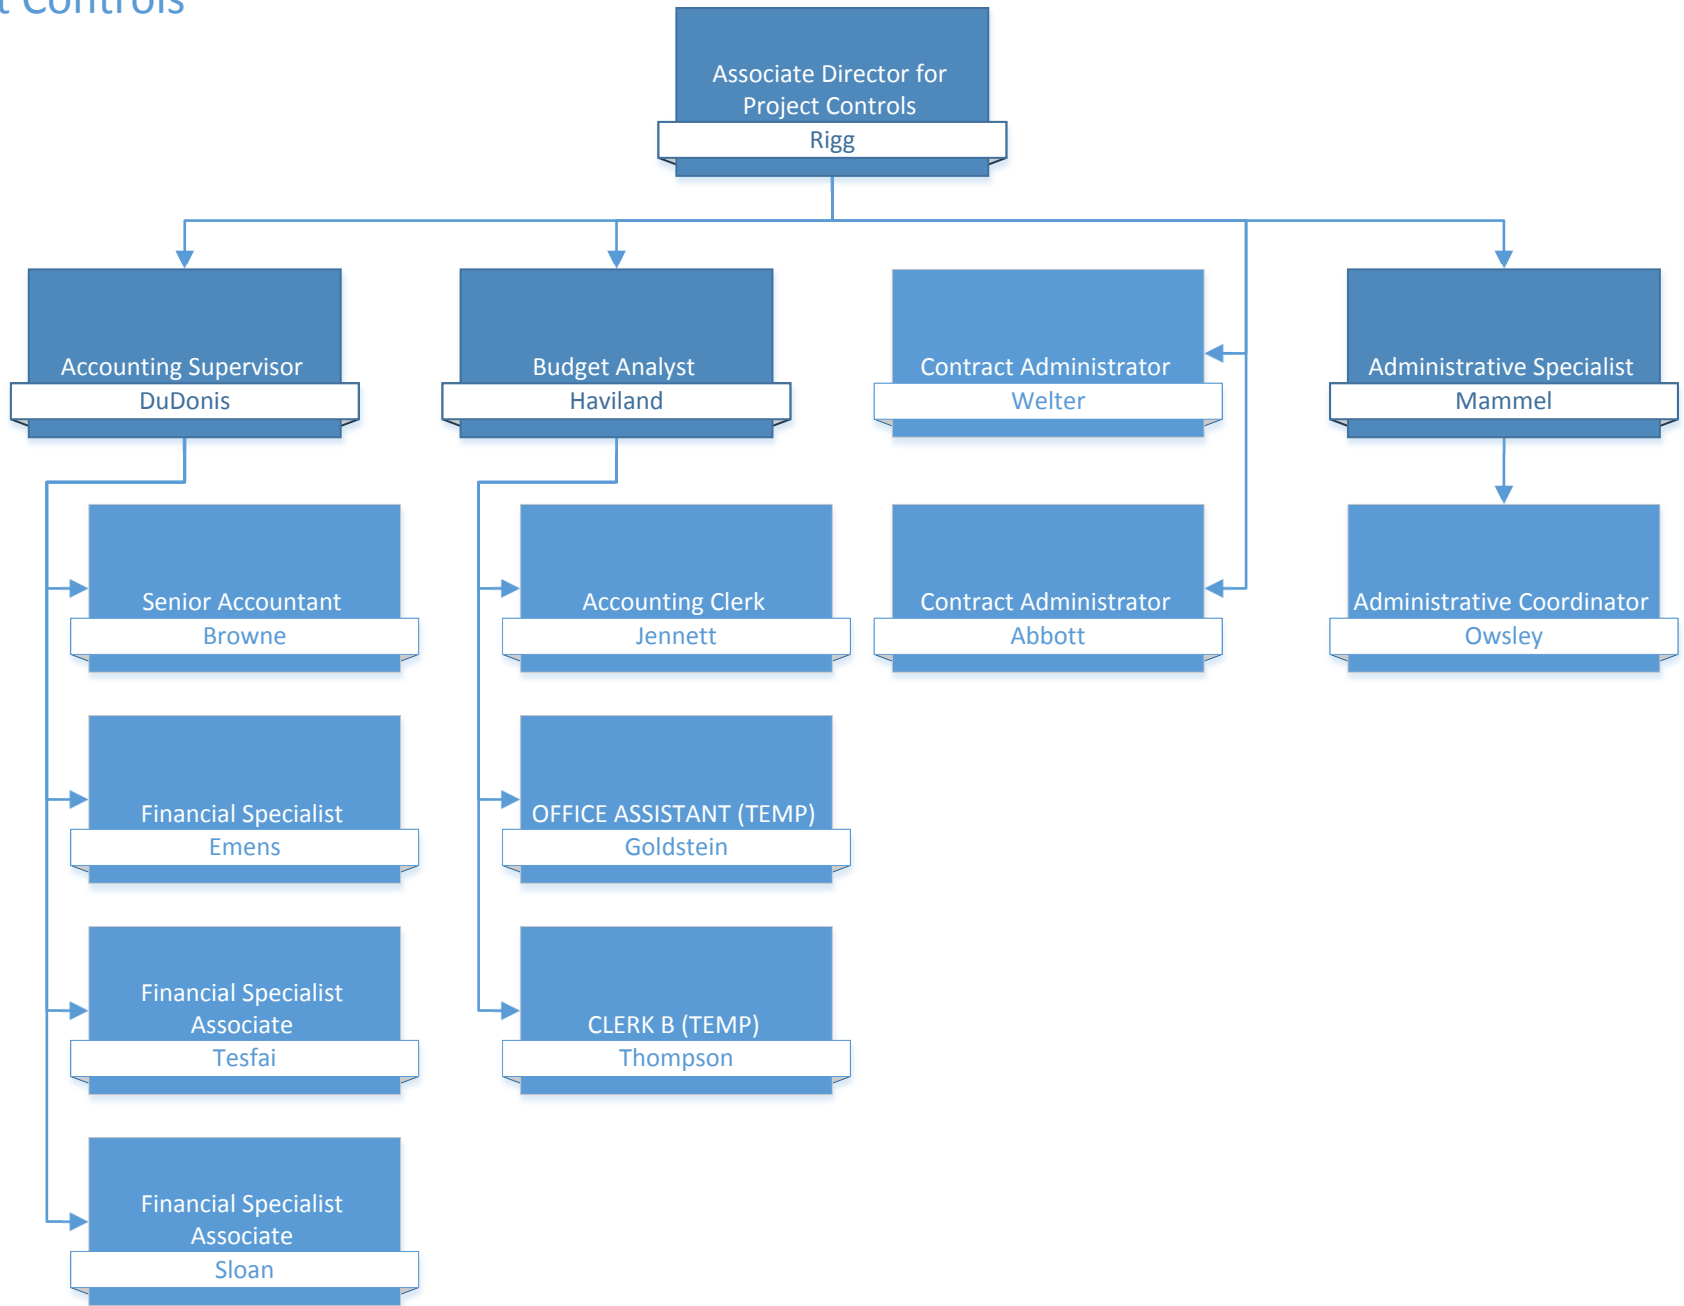 t Controls
Associate Director for
Project Controls
Rigg
Accounting Supervisor
DuDonis
Budget Analyst
Haviland
Contract Administrator
Welter
Administrative Specialist
Mammel
Senior Accountant
Browne
Accounting Clerk
Jennett
Contract Administrator
Abbott
Administrative Coordinator
Owsley
Financial Specialist
Emens
OFFICE ASSISTANT (TEMP)
Goldstein
Financial Specialist
Associate
Tesfai
CLERK B (TEMP)
Thompson
Financial Specialist
Associate
Sloan